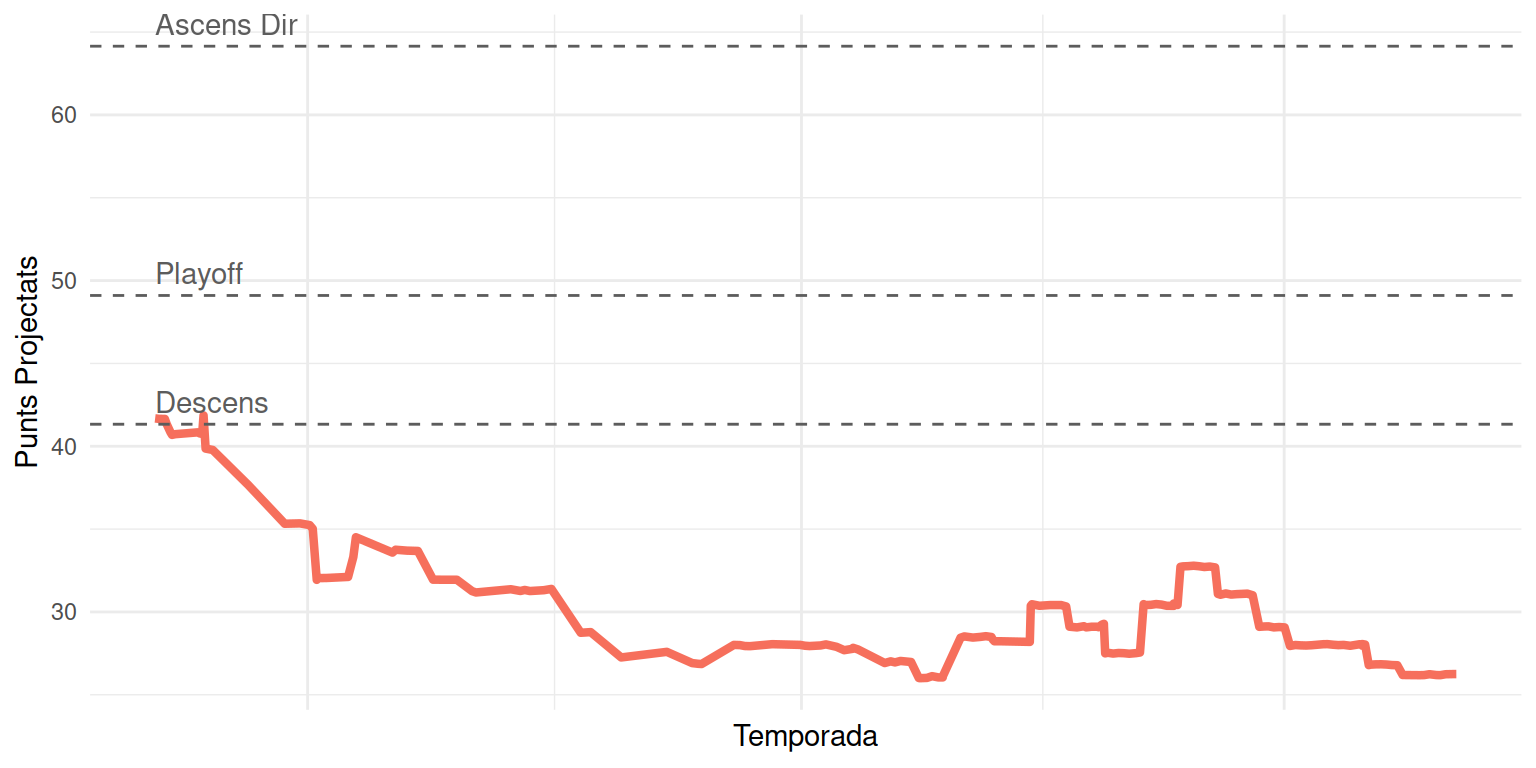 Ascens Dir
60
Playoff
50
Descens
40
30
Punts Projectats
Temporada